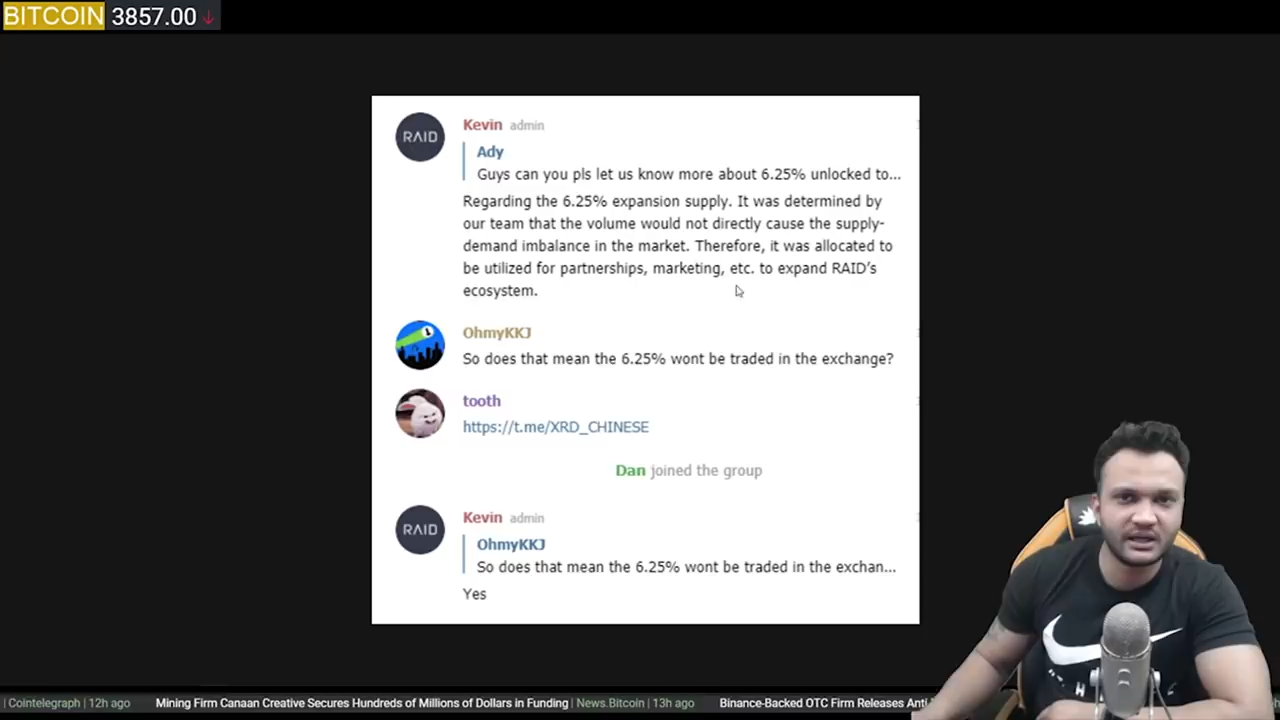 BITCOIN 3857.00
Kevin admin
Ady
Guys can you pls let us know more about 6.25% unlocked to...
Regarding the 6.25% expansion supply. It was determined by
our team that the volume would not directly cause the supply-
demand imbalance in the market. Therefore, it was allocated to
be utilized for partnerships, marketing, etc. to expand RAID's
ecosystem.
RAID
OhmyKKJ
So does that mean the 6.25% wont be traded in the exchange?
tooth
https://t.me/XRD_CHINESE
Dan joined the group
Kevin admin
RAID
OhmyKKJ
So does that mean the 6.25% wont be traded in the exchan...
Yes
| Cointelegraph | 12h ago Mining Firm Canaan Creative Secures Hundreds of Millions of Dollars in Funding | News.Bitcoin | 13h ago Binance-Backed OTC Firm Releases Anti